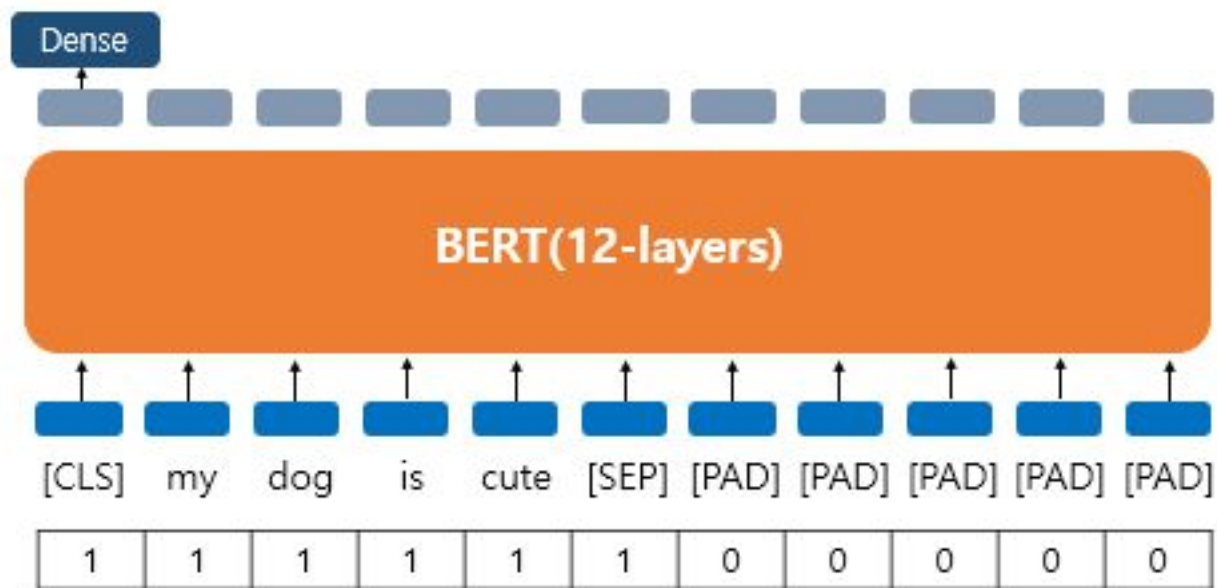 Dense
BERT(12-layers)
[CLS] my dog is cute [SEP] [PAD] [PAD] [PAD] [PAD] [PAD]
1 1 1 1 1 1 0 0 0 0 0